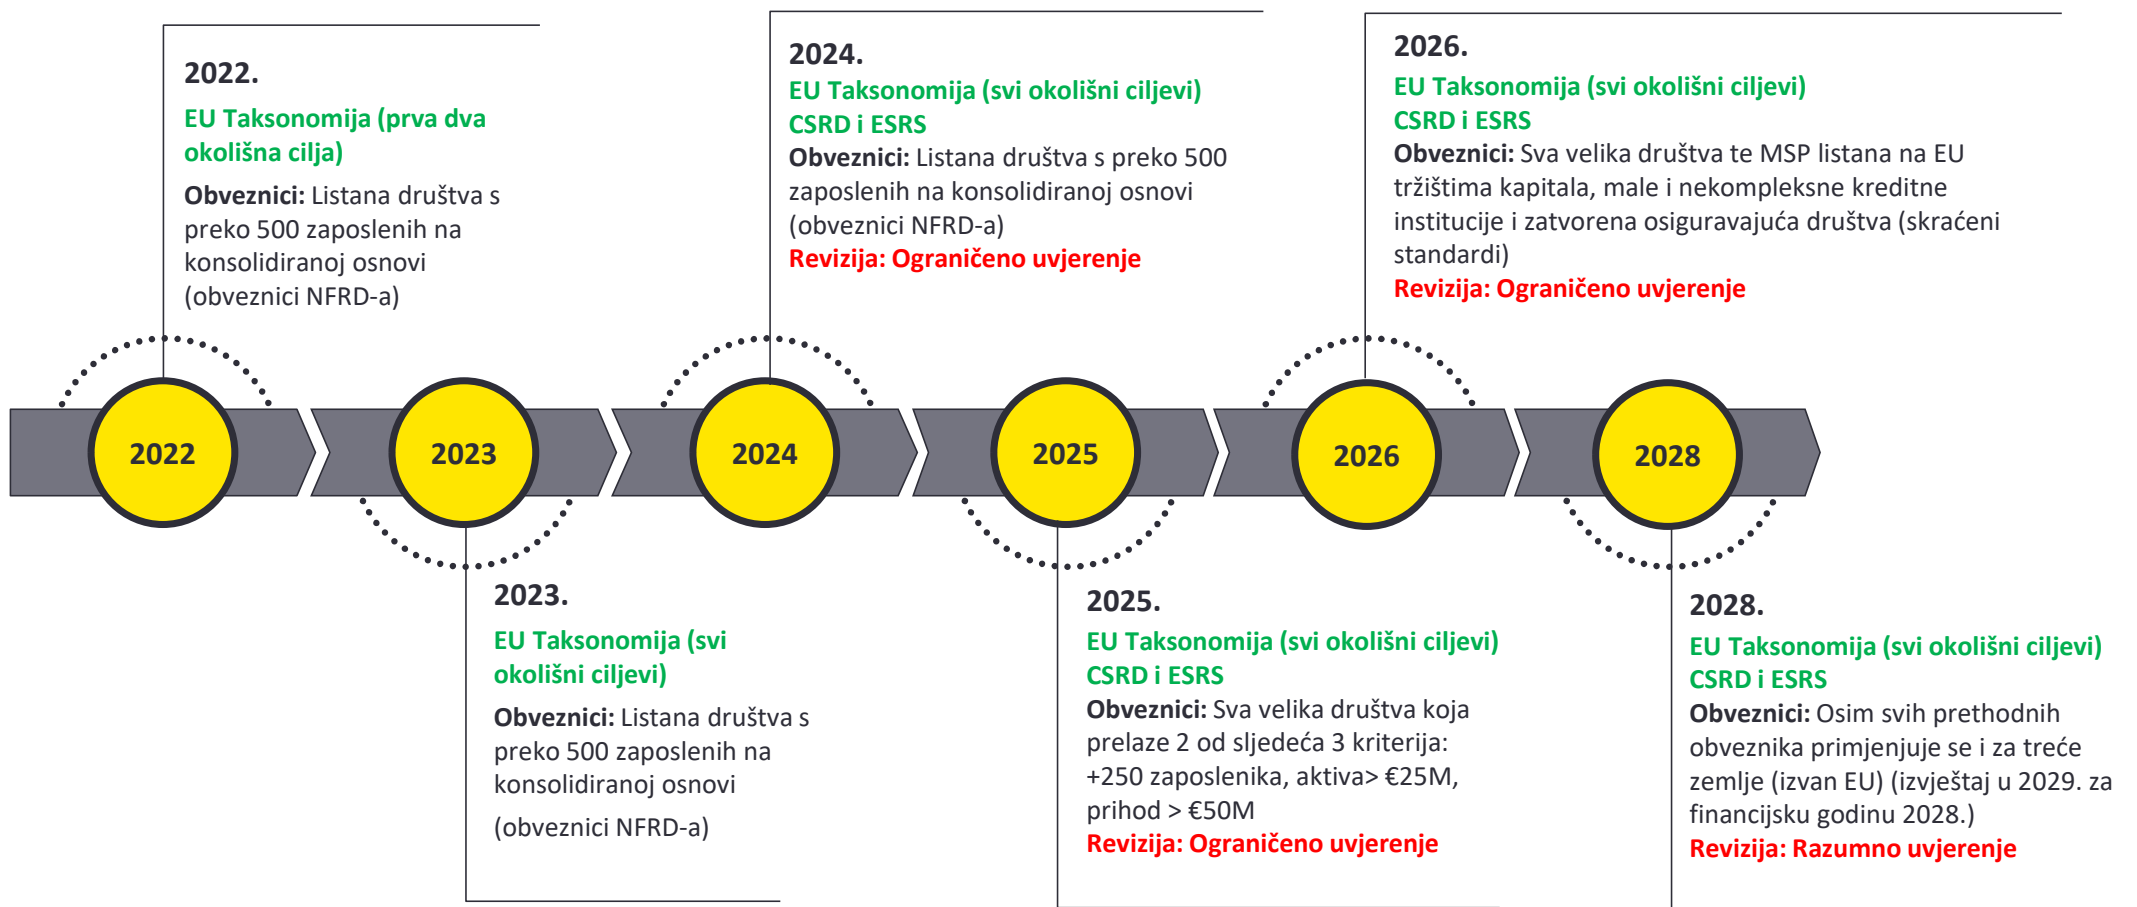 2022.
EU Taksonomija (prva dva
okolišna cilja)
Obveznici: Listana društva s
preko 500 zaposlenih na
konsolidiranoj osnovi
(obveznici NFRD-a)
2024.
EU Taksonomija (svi okolišni ciljevi)
CSRD i ESRS
Obveznici: Listana društva s preko 500
zaposlenih na konsolidiranoj osnovi
(obveznici NFRD-a)
Revizija: Ograničeno uvjerenje
2026.
EU Taksonomija (svi okolišni ciljevi)
CSRD i ESRS
Obveznici: Sva velika društva te MSP listana na EU
tržištima kapitala, male i nekompleksne kreditne
institucije i zatvorena osiguravajuća društva (skraćeni
standardi)
Revizija: Ograničeno uvjerenje
2022
2023
2024
2025
2026
2028
2023.
EU Taksonomija (svi
okolišni ciljevi)
Obveznici: Listana društva s
preko 500 zaposlenih na
konsolidiranoj osnovi
(obveznici NFRD-a)
2025.
EU Taksonomija (svi okolišni ciljevi)
CSRD i ESRS
Obveznici: Sva velika društva koja
prelaze 2 od sljedeća 3 kriterija:
+250 zaposlenika, aktiva> €25M,
prihod > €50M
Revizija: Ograničeno uvjerenje
2028.
EU Taksonomija (svi okolišni ciljevi)
CSRD i ESRS
Obveznici: Osim svih prethodnih
obveznika primjenjuje se i za treće
zemlje (izvan EU) (izvještaj u 2029. za
financijsku godinu 2028.)
Revizija: Razumno uvjerenje